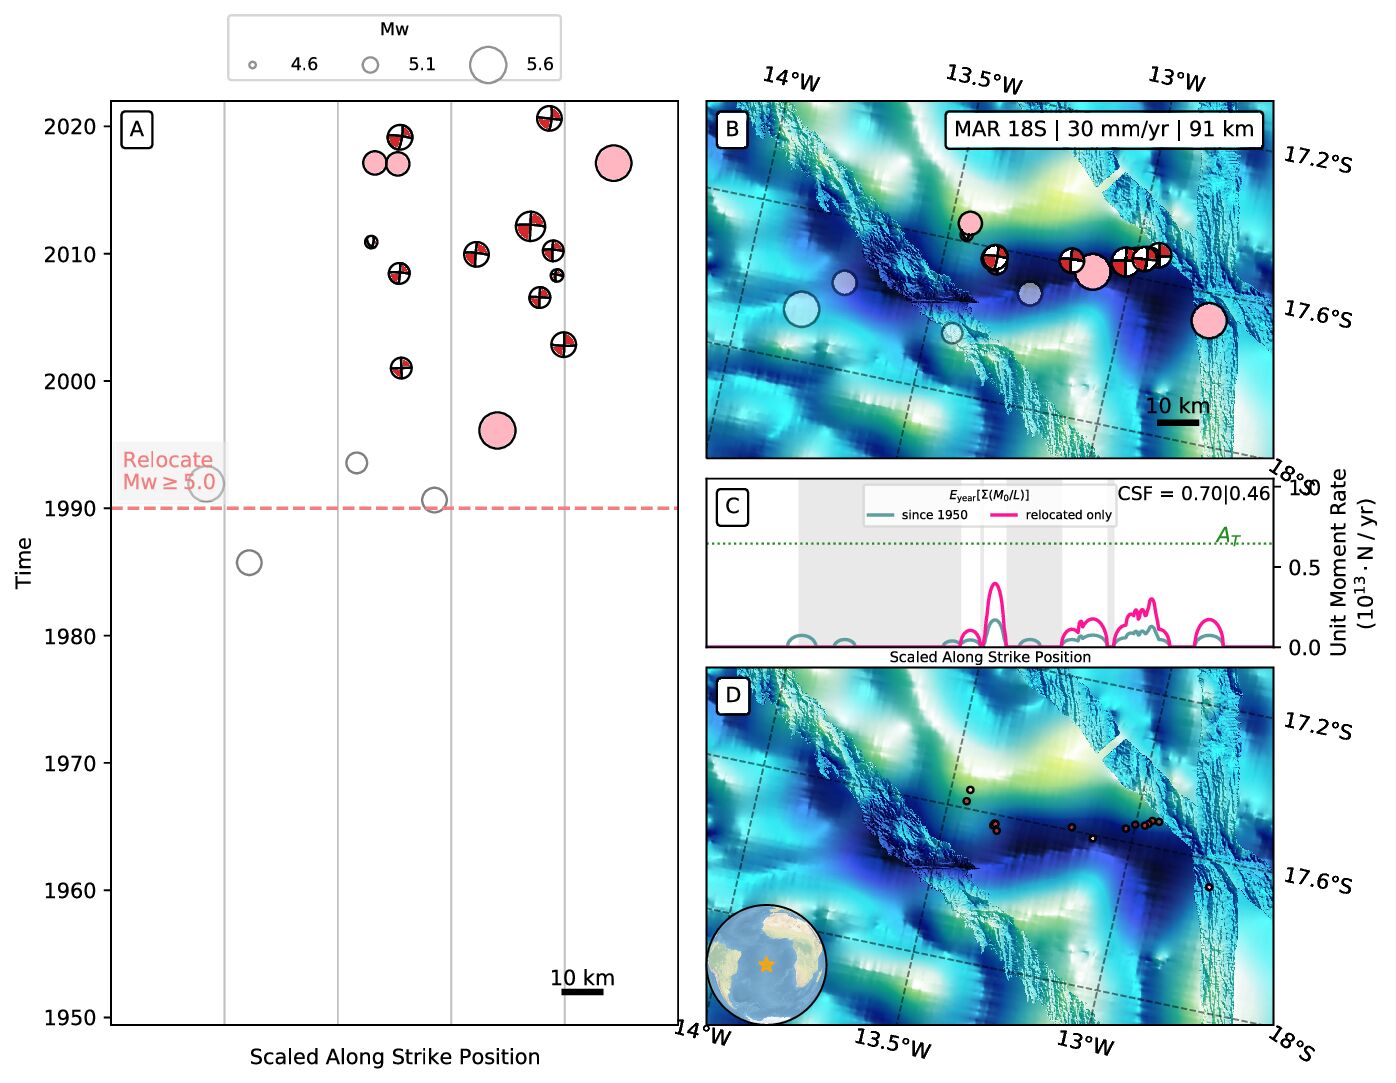 Mw
4.6 5.1 5.6
A
2020
2010
2000
1990
1980
1970
1960
1950
Time
Relocate
Mw ≥ 5.0
10 km
Scaled Along Strike Position
14°W 13.5°W 13°W
B
MAR 18S | 30 mm/yr | 91 km
17.2°S
17.6°S
18°S
10 km
C
E_year[Σ(M_0/L)]
since 1950 relocated only
CSF = 0.70|0.46
A_T
1.0
0.5
0.0
Unit Moment Rate
(10^13 · N / yr)
Scaled Along Strike Position
D
17.2°S
17.6°S
18°S
14°W 13.5°W 13°W